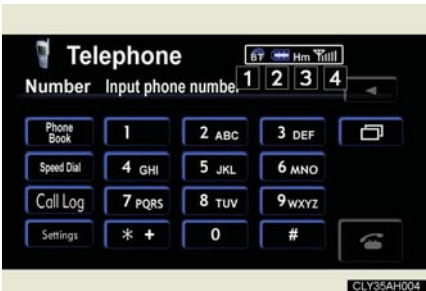 Telephone
BT Hm
Number Input phone number
1 2 3 4
Phone Book 1 2 ABC 3 DEF
Speed Dial 4 GHI 5 JKL 6 MNO
Call Log 7 PQRS 8 TUV 9 WXYZ
Settings * + 0 #
CLY35AH004